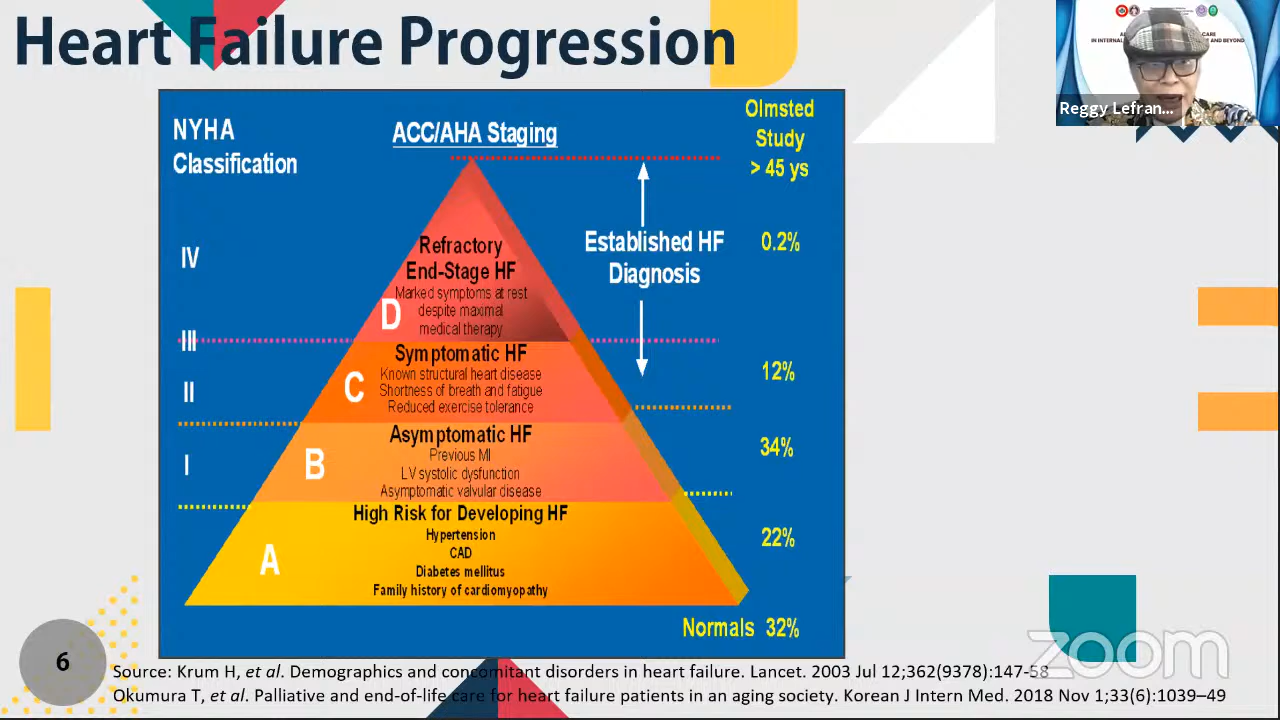 Heart Failure Progression
NYHA
Classification
ACC/AHA Staging
Olmsted
Study
> 45 ys
IV
III
II
I
Refractory
End-Stage HF
Marked symptoms at rest
despite maximal
medical therapy
D
Symptomatic HF
Known structural heart disease
Shortness of breath and fatigue
Reduced exercise tolerance
C
Asymptomatic HF
Previous MI
LV systolic dysfunction
Asymptomatic valvular disease
B
High Risk for Developing HF
Hypertension
CAD
Diabetes mellitus
Family history of cardiomyopathy
A
Established HF
Diagnosis
0.2%
12%
34%
22%
Normals 32%
6
Source: Krum H, et al. Demographics and concomitant disorders in heart failure. Lancet. 2003 Jul 12;362(9378):147-58
Okumura T, et al. Palliative and end-of-life care for heart failure patients in an aging society. Korean J Intern Med. 2018 Nov 1;33(6):1039–49
Reggy Lefran...
CARE
IN INTERNAL
AND BEYOND
zoom